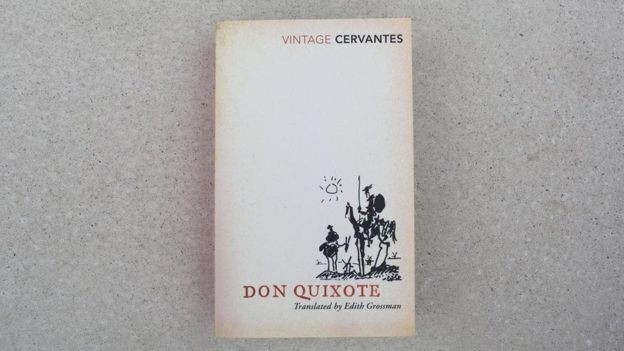 VINTAGE CERVANTES
DON QUIXOTE
Translated by Edith Grossman